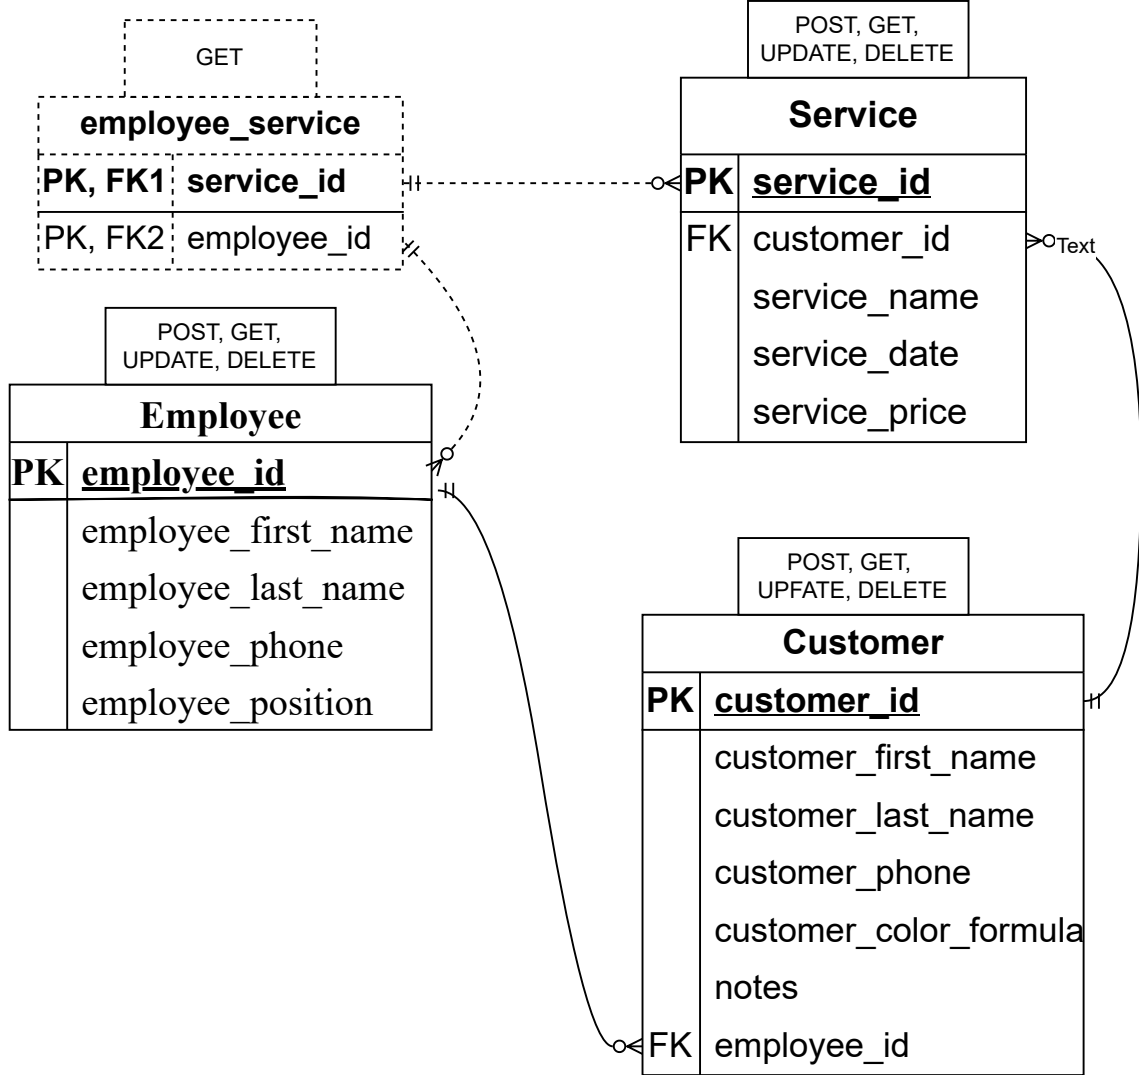 GET
employee_service
PK, FK1 service_id
PK, FK2 employee_id
POST, GET,
UPDATE, DELETE
Service
PK service_id
FK customer_id
service_name
service_date
service_price
Text
POST, GET,
UPDATE, DELETE
Employee
PK employee_id
employee_first_name
employee_last_name
employee_phone
employee_position
POST, GET,
UPFATE, DELETE
Customer
PK customer_id
customer_first_name
customer_last_name
customer_phone
customer_color_formula
notes
FK employee_id